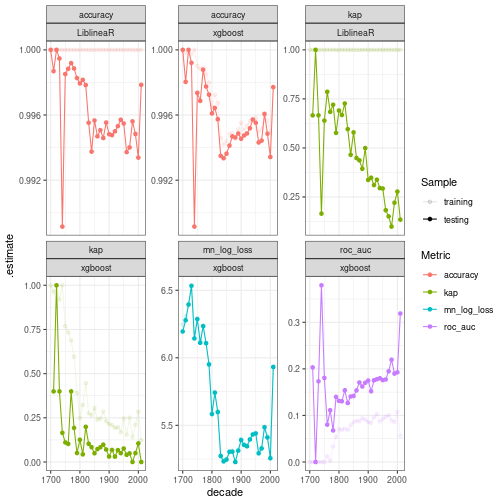 accuracy
LiblineaR
accuracy
xgboost
kap
LiblineaR
1.000
0.996
0.992
1.000
0.996
0.992
1.00
0.75
0.50
0.25
kap
xgboost
mn_log_loss
xgboost
roc_auc
xgboost
1.00
0.75
0.50
0.25
0.00
6.5
6.0
5.5
0.3
0.2
0.1
0.0
1700 1800 1900 2000
1700 1800 1900 2000
1700 1800 1900 2000
decade
.estimate
Sample
training
testing
Metric
accuracy
kap
mn_log_loss
roc_auc